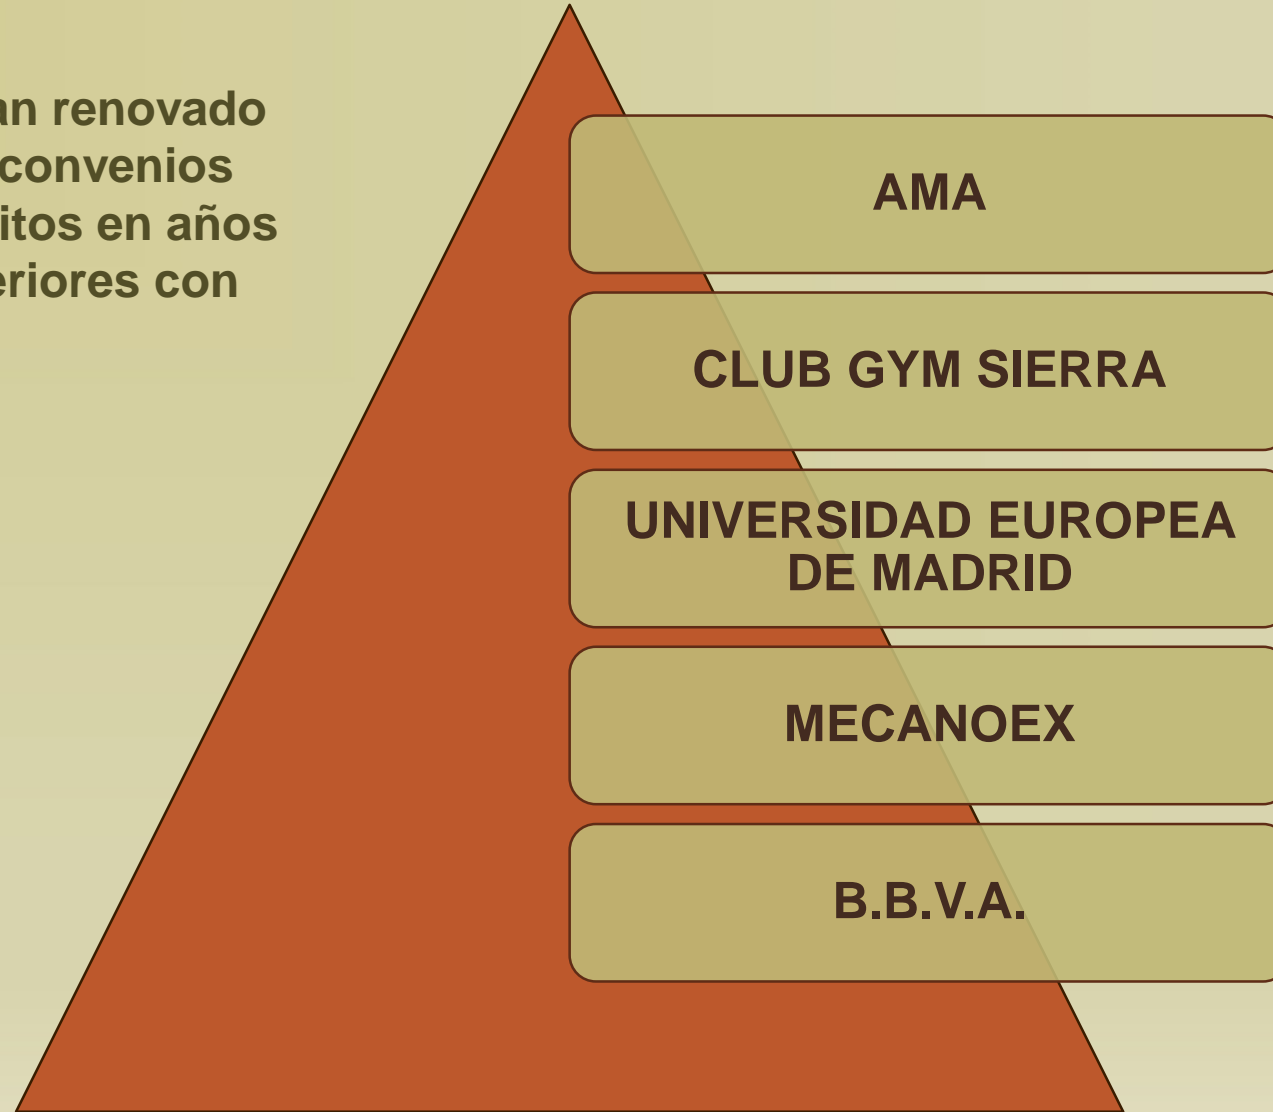 an renovado
convenios
itos en años
eriores con
AMA
CLUB GYM SIERRA
UNIVERSIDAD EUROPEA
DE MADRID
MECANOEX
B.B.V.A.